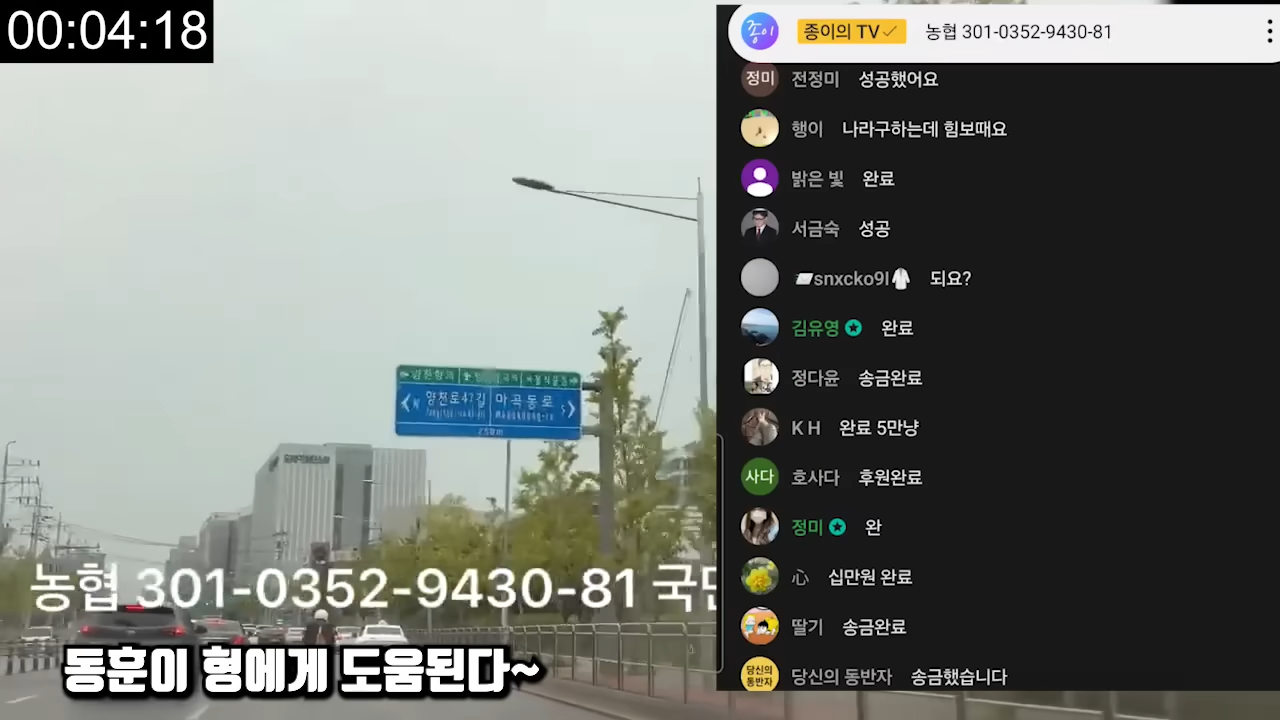 00:04:18
종이
종이의 TV
농협 301-0352-9430-81
정미
전정미 성공했어요
행이 나라구하는데 힘보때요
밝은 빛 완료
서금숙 성공
snxcko9l 되요?
김유영 완료
정다윤 송금완료
K H 완료 5만냥
사다
호사다 후원완료
정미 완
心 십만원 완료
딸기 송금완료
당신의
동반자
당신의 동반자 송금했습니다
양천로47길
마곡동로
N
S
250m
농협 301-0352-9430-81
동훈이 형에게 도움된다~